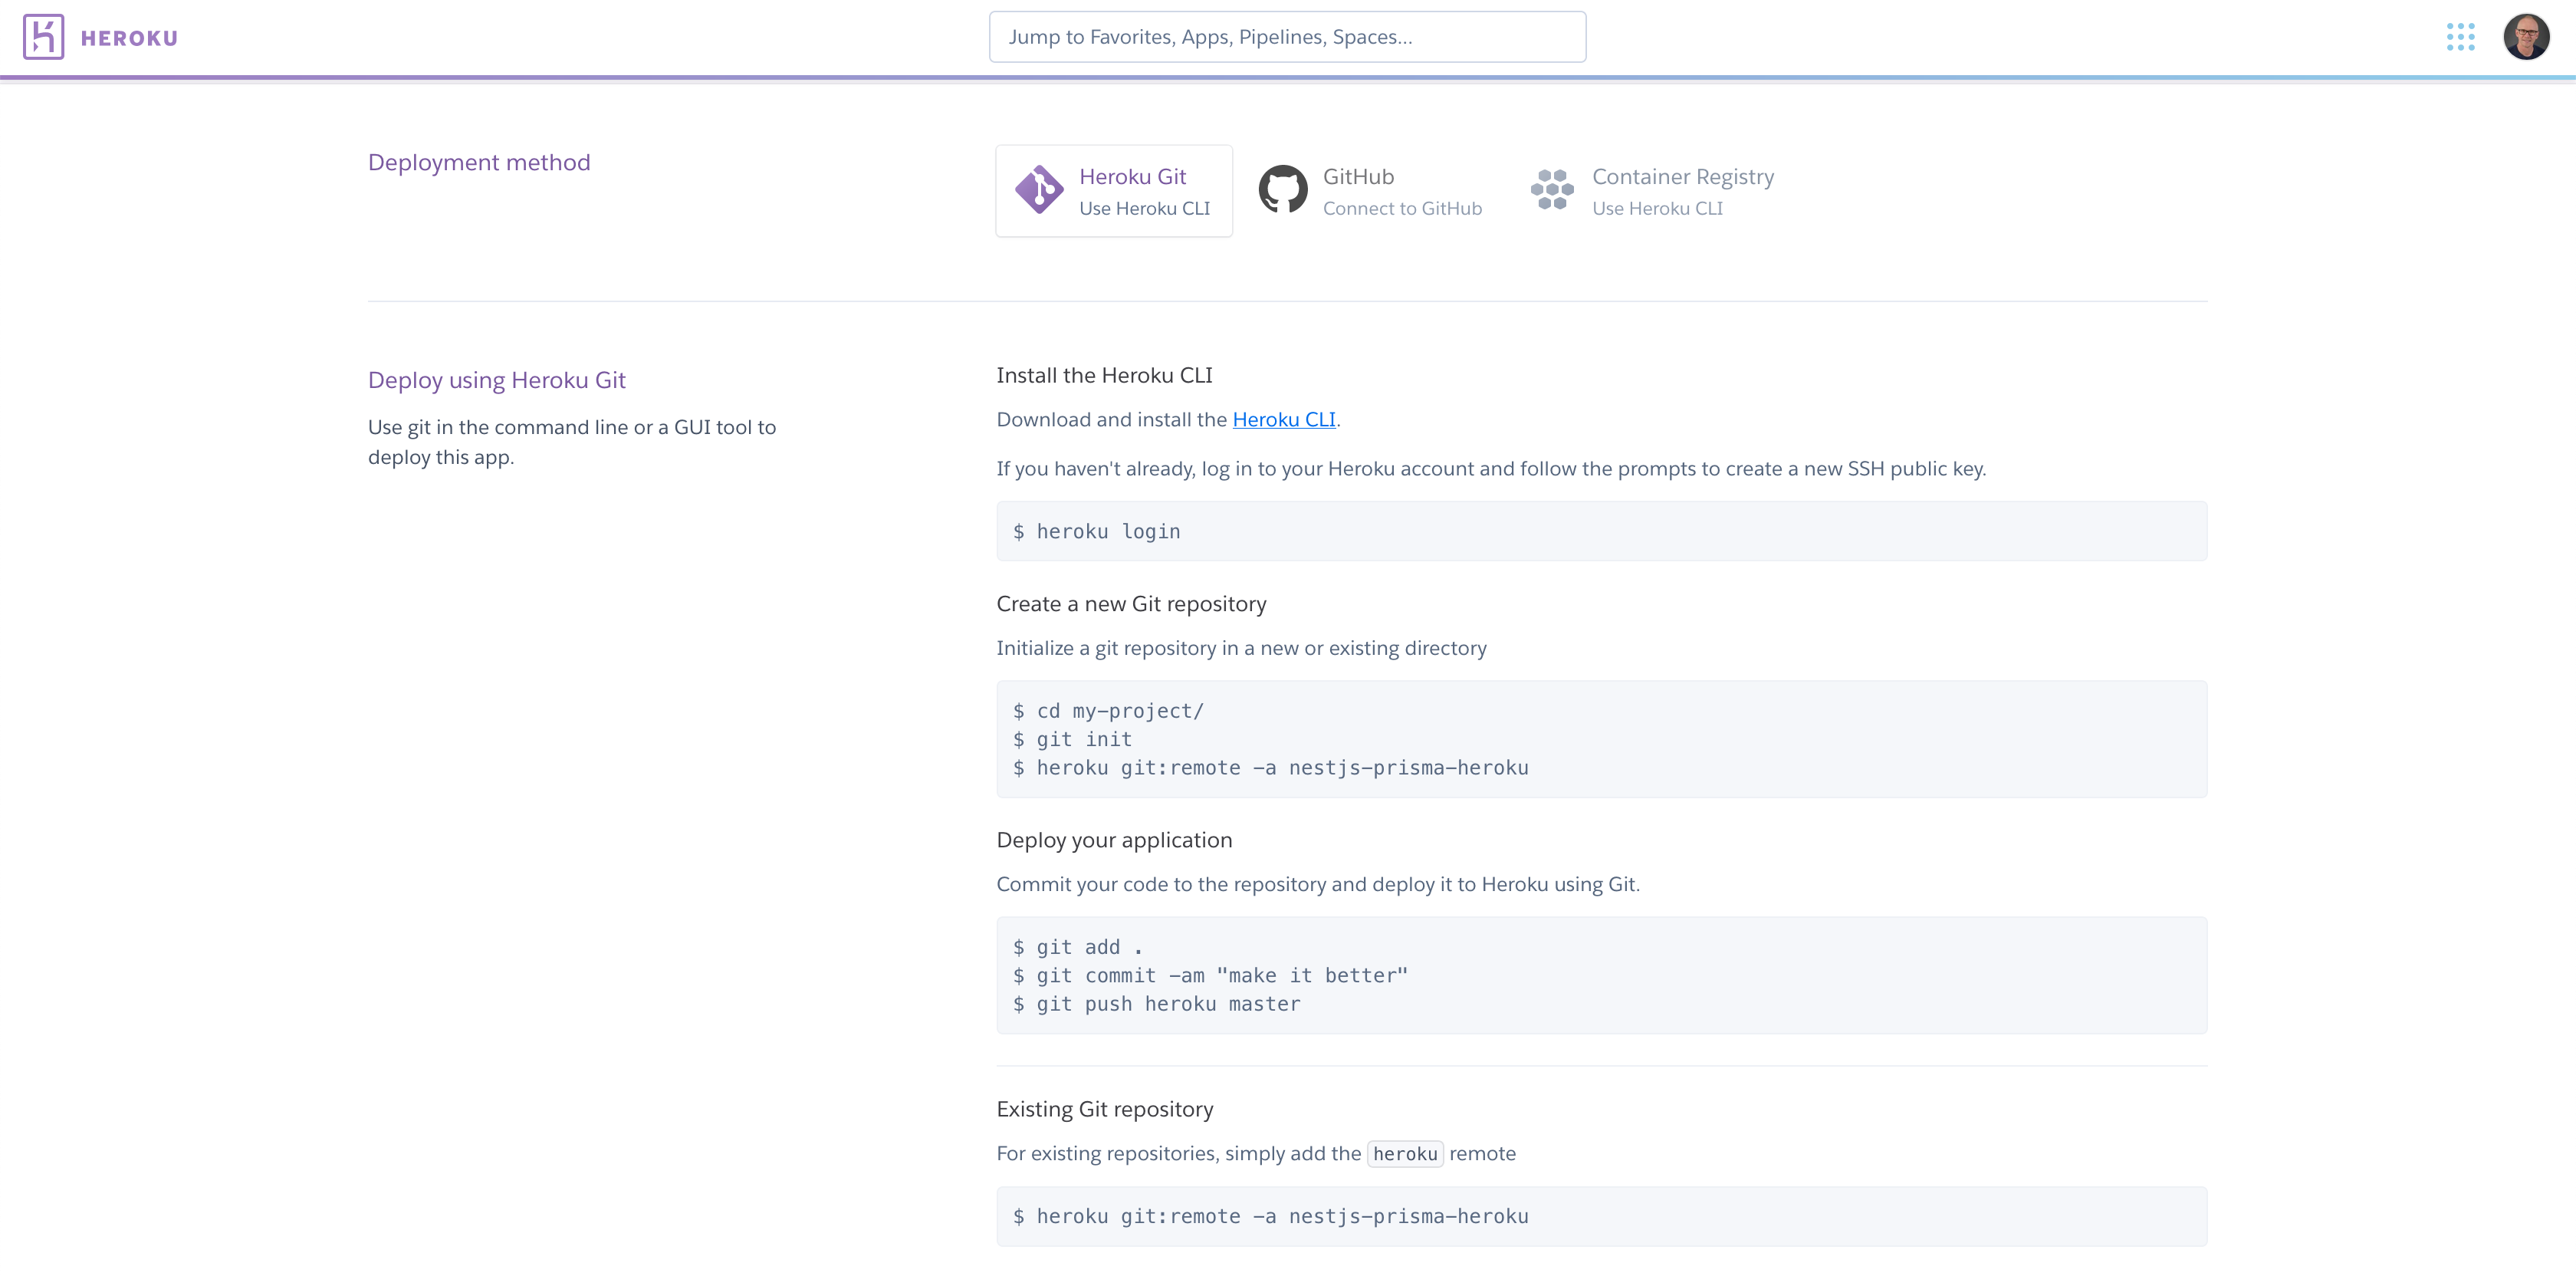 HEROKU
Jump to Favorites, Apps, Pipelines, Spaces...
Deployment method
Heroku Git
Use Heroku CLI
GitHub
Connect to GitHub
Container Registry
Use Heroku CLI
Deploy using Heroku Git
Use git in the command line or a GUI tool to
deploy this app.
Install the Heroku CLI
Download and install the Heroku CLI.
If you haven't already, log in to your Heroku account and follow the prompts to create a new SSH public key.
$ heroku login
Create a new Git repository
Initialize a git repository in a new or existing directory
$ cd my-project/
$ git init
$ heroku git:remote -a nestjs-prisma-heroku
Deploy your application
Commit your code to the repository and deploy it to Heroku using Git.
$ git add .
$ git commit -am "make it better"
$ git push heroku master
Existing Git repository
For existing repositories, simply add the heroku remote
$ heroku git:remote -a nestjs-prisma-heroku